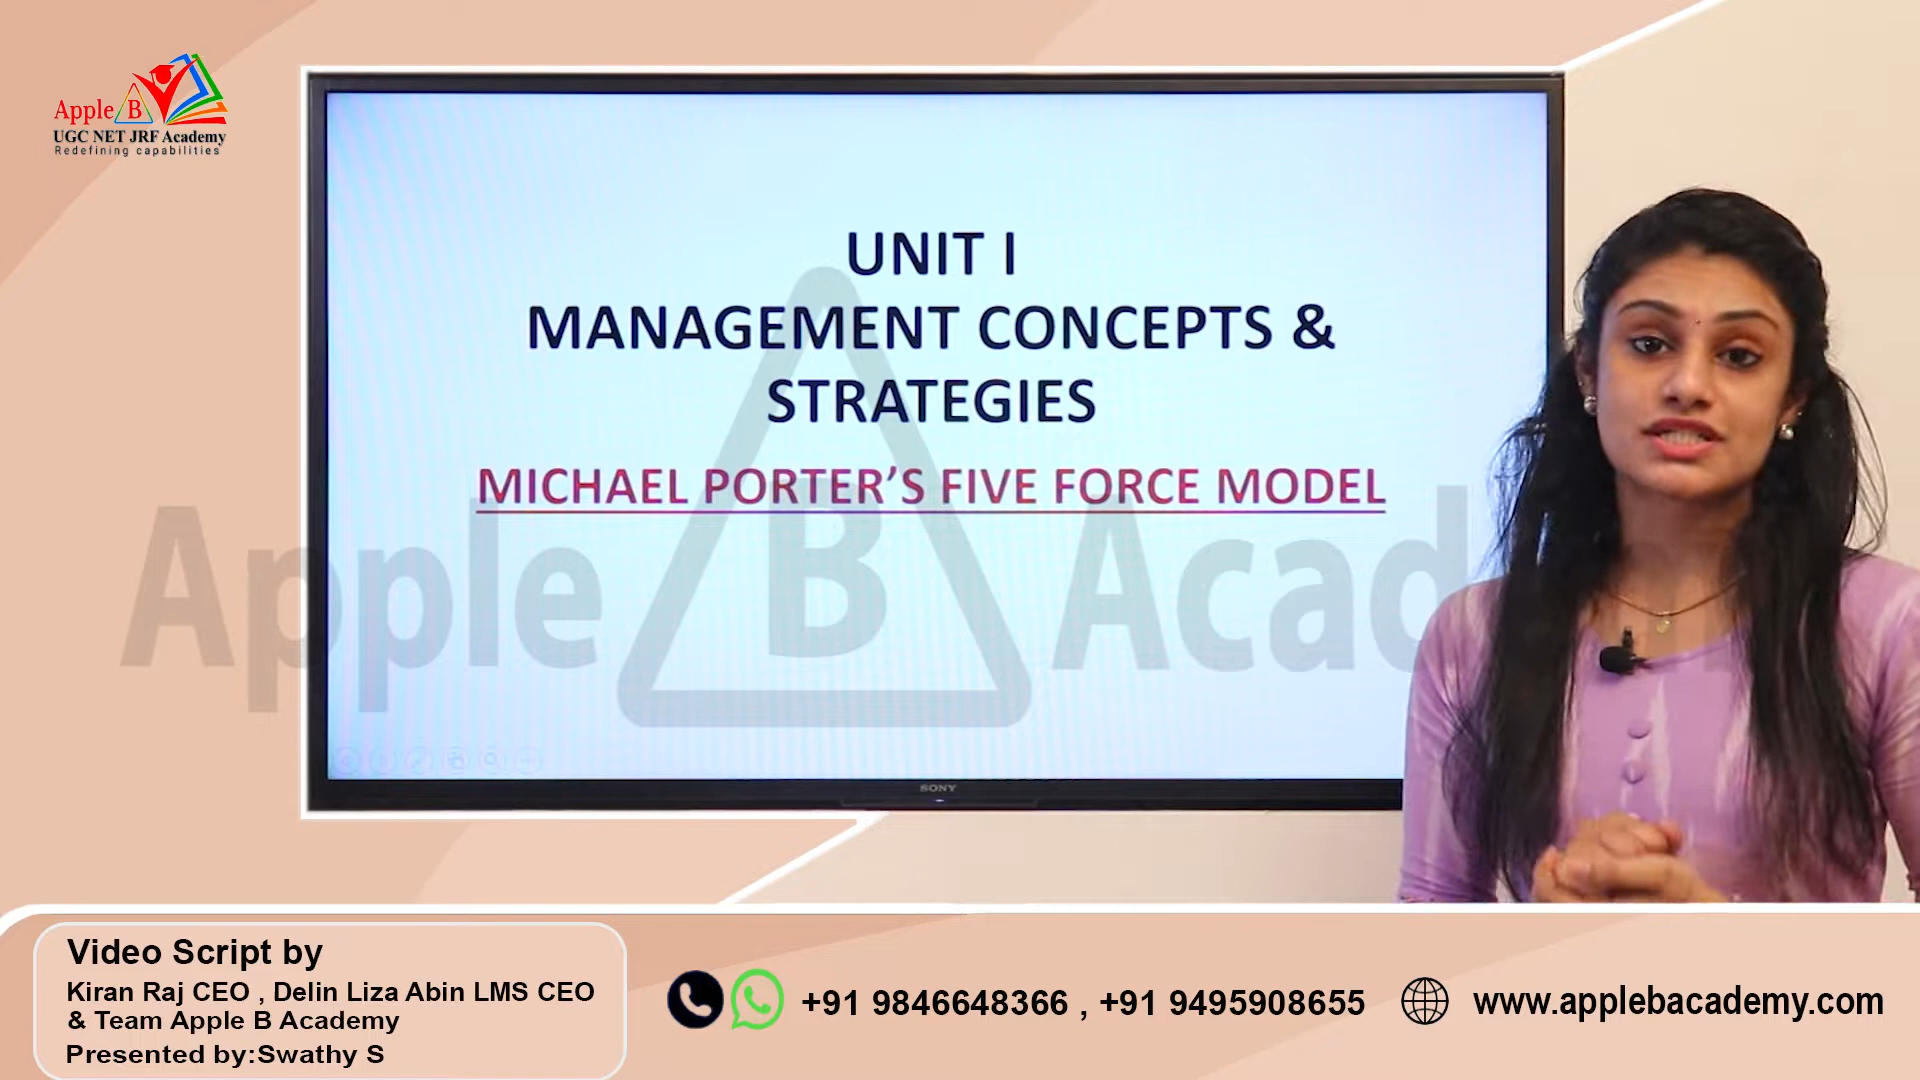 Apple B
UGC NET JRF Academy
Redefining capabilities
UNIT I
MANAGEMENT CONCEPTS &
STRATEGIES
MICHAEL PORTER'S FIVE FORCE MODEL
Apple B Academy
SONY
Video Script by
Kiran Raj CEO , Delin Liza Abin LMS CEO
& Team Apple B Academy
Presented by:Swathy S
+91 9846648366 , +91 9495908655
www.applebacademy.com